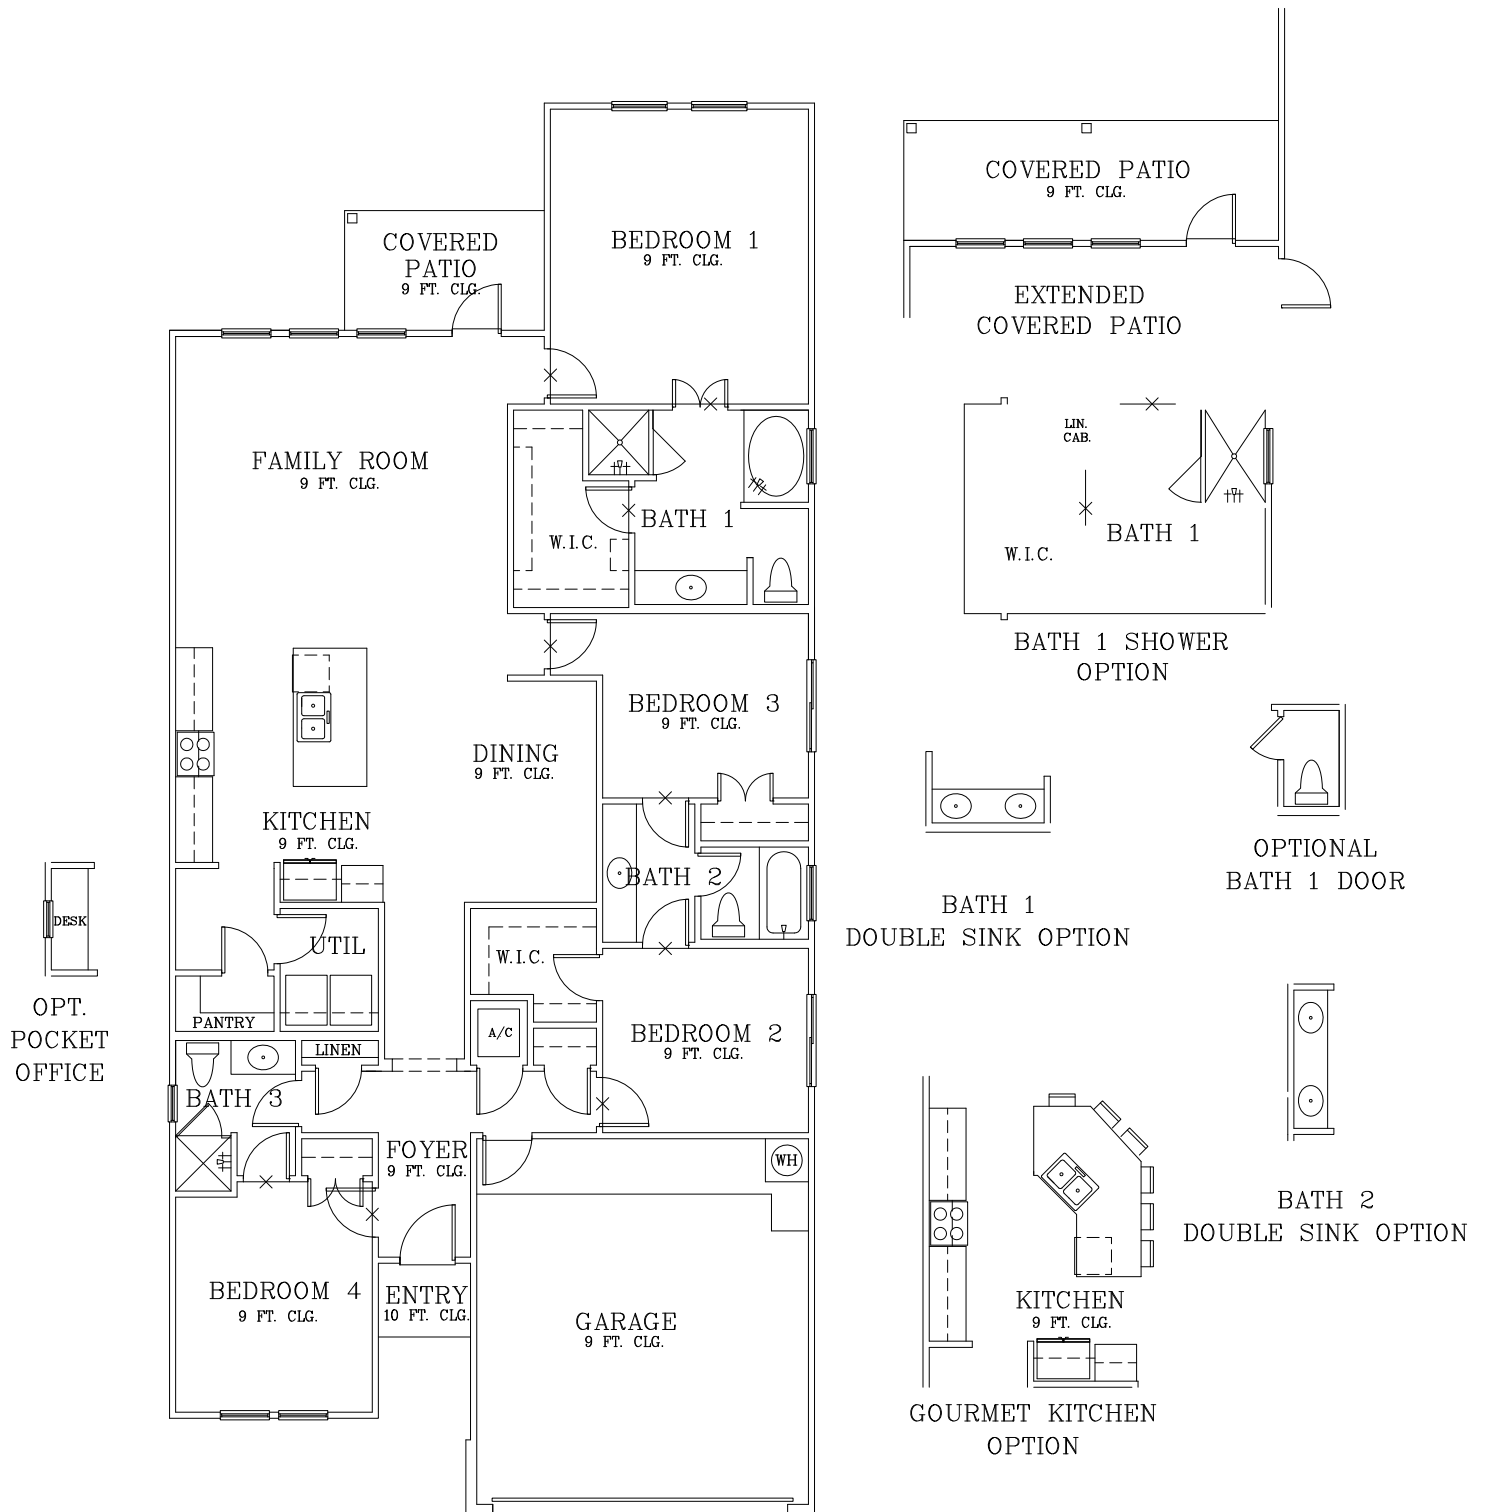 COVERED
PATIO
9 FT. CLG.
BEDROOM 1
9 FT. CLG.
FAMILY ROOM
9 FT. CLG.
W.I.C.
BATH 1
BEDROOM 3
9 FT. CLG.
DINING
9 FT. CLG.
KITCHEN
9 FT. CLG.
BATH 2
UTIL
W.I.C.
PANTRY
A/C
BEDROOM 2
9 FT. CLG.
LINEN
BATH 3
FOYER
9 FT. CLG.
WH
BEDROOM 4
9 FT. CLG.
ENTRY
10 FT. CLG.
GARAGE
9 FT. CLG.
DESK
OPT.
POCKET
OFFICE
COVERED PATIO
9 FT. CLG.
EXTENDED
COVERED PATIO
LIN.
CAB.
BATH 1
W.I.C.
BATH 1 SHOWER
OPTION
BATH 1
DOUBLE SINK OPTION
OPTIONAL
BATH 1 DOOR
BATH 2
DOUBLE SINK OPTION
KITCHEN
9 FT. CLG.
GOURMET KITCHEN
OPTION